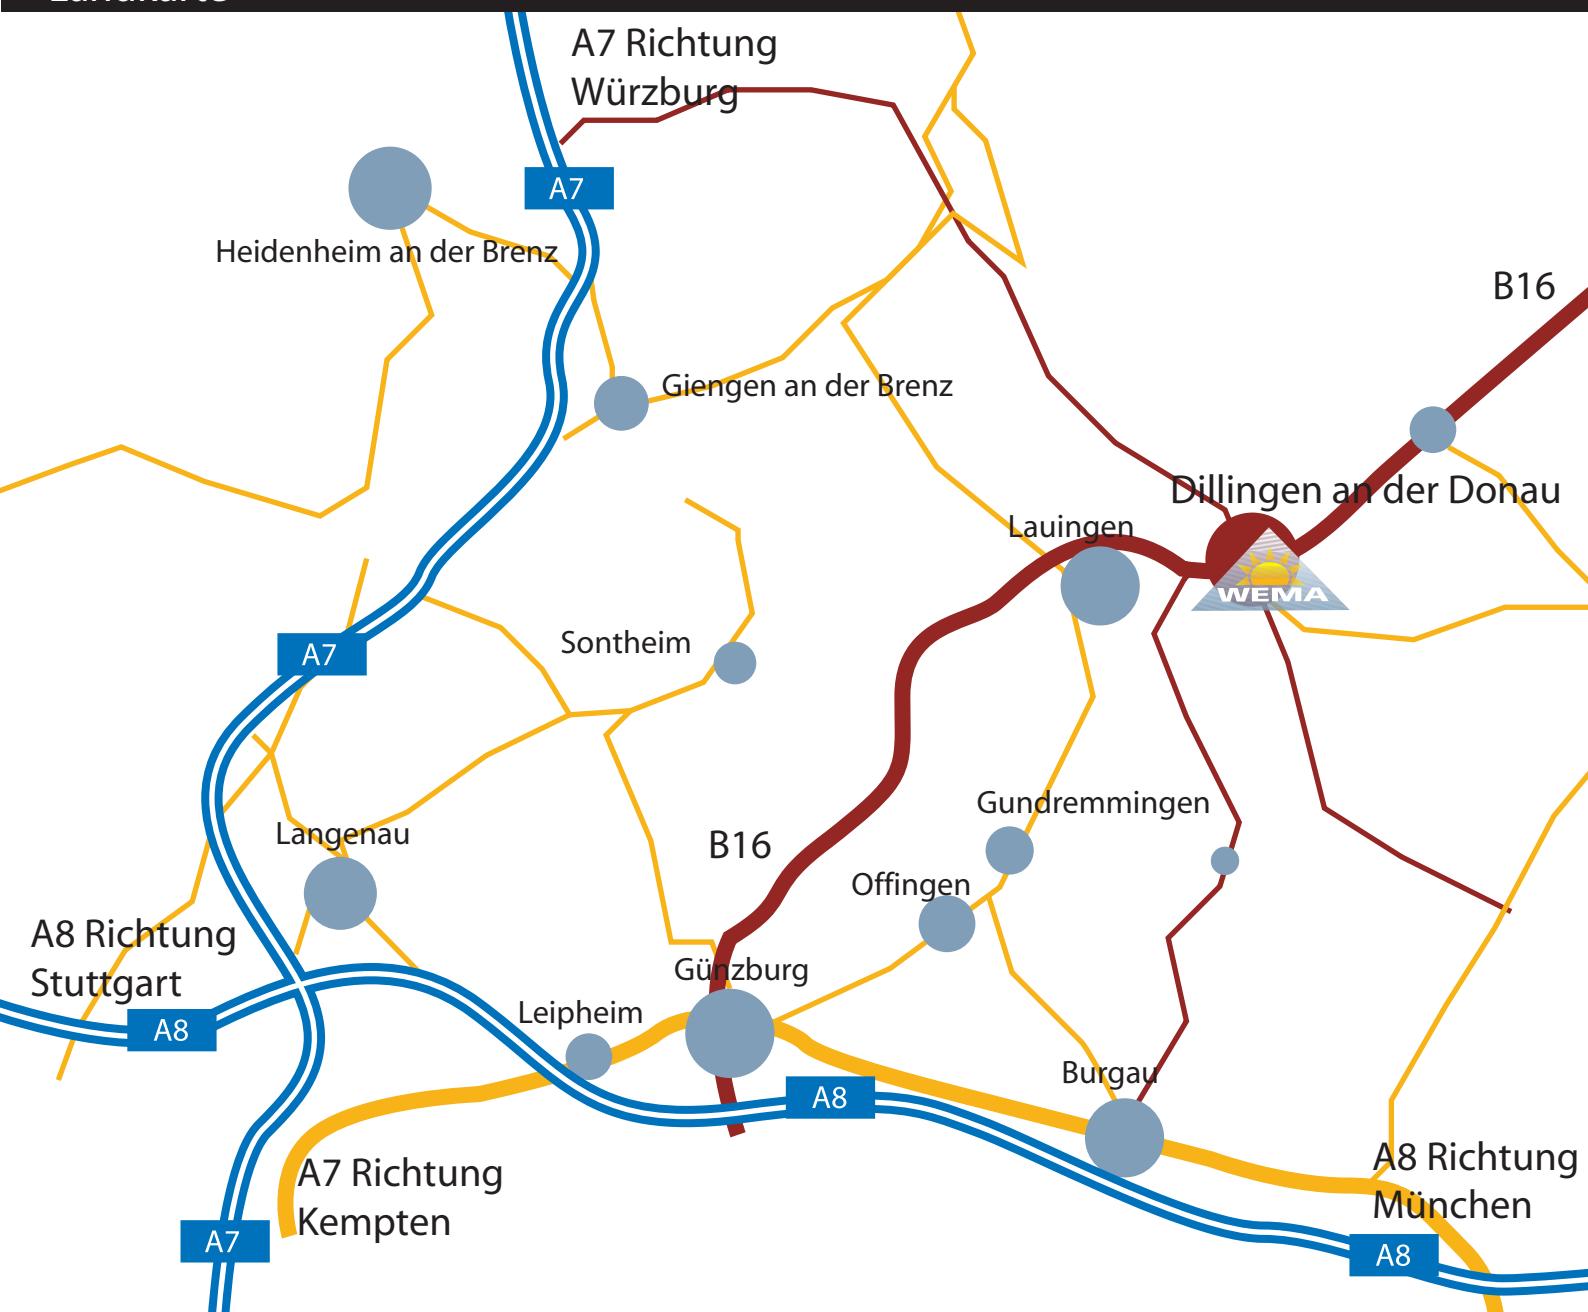 A7 Richtung
Würzburg
A7
Heidenheim an der Brenz
B16
Giengen an der Brenz
Dillingen an der Donau
Lauingen
WEMA
Sontheim
A7
Gundremmingen
Langenau
B16
Offingen
A8 Richtung
Stuttgart
Günzburg
Leipheim
A8
Burgau
A8
A7 Richtung
Kempten
A8 Richtung
München
A7
A8